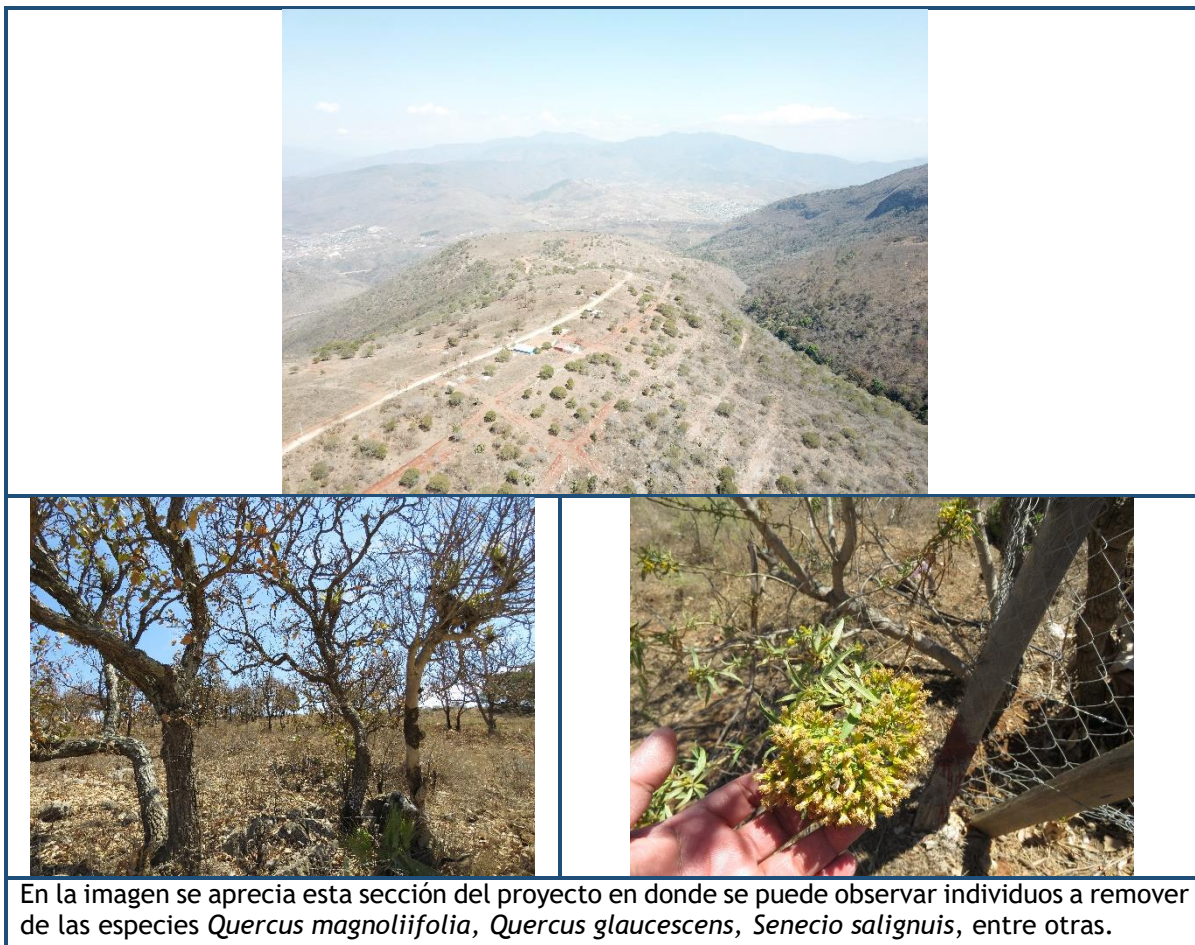 En la imagen se aprecia esta sección del proyecto en donde se puede observar individuos a remover
de las especies Quercus magnoliifolia, Quercus glaucescens, Senecio salignuis, entre otras.